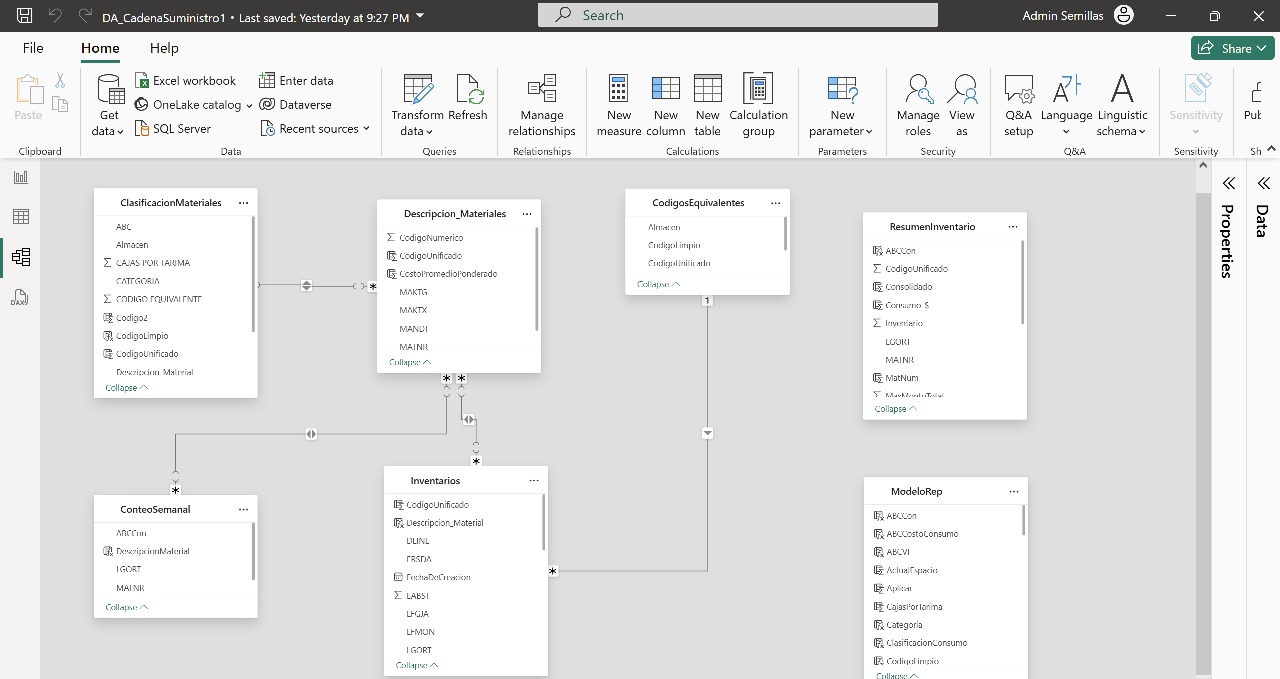 DA_CadenaSuministro1 • Last saved: Yesterday at 9:27 PM
Search
Admin Semillas
File
Home
Help
Share
Paste
Clipboard
Get data
Excel workbook
OneLake catalog
SQL Server
Enter data
Dataverse
Recent sources
Data
Transform data
Refresh
Queries
Manage relationships
Relationships
New measure
New column
New table
Calculation group
Calculations
New parameter
Parameters
Manage roles
View as
Security
Q&A setup
Language
Linguistic schema
Q&A
Sensitivity
Sensitivity
Pub
Sh
DAX
ClasificacionMateriales
ABC
Almacen
CAJAS POR TARIMA
CATEGORIA
CODIGO EQUIVALENTE
Codigo2
CodigoLimpio
CodigoUnificado
Descripcion_Material
Collapse
*
Descripcion_Materiales
CodigoNumerico
CodigoUnificado
CostoPromedioPonderado
MAKTG
MAKTX
MANDT
MATNR
Collapse
* *
CodigosEquivalentes
Almacen
CodigoLimpio
CodigoUnificado
Collapse
1
ResumenInventario
ABCCon
CodigoUnificado
Consolidado
Consumo_$
Inventario
LGORT
MATNR
MatNum
MaxMontoTotal
Collapse
*
ConteoSemanal
ABCCon
DescripcionMaterial
LGORT
MATNR
Collapse
*
Inventarios
CodigoUnificado
Descripcion_Material
DLINL
ERSDA
FechaDeCreacion
LABST
LFGJA
LFMON
LGORT
Collapse
*
ModeloRep
ABCCon
ABCCostoConsumo
ABCVI
ActualEspacio
Aplicar
CajasPorTarima
Categoria
ClasificacionConsumo
CodigoLimpio
Collapse
Properties
Data